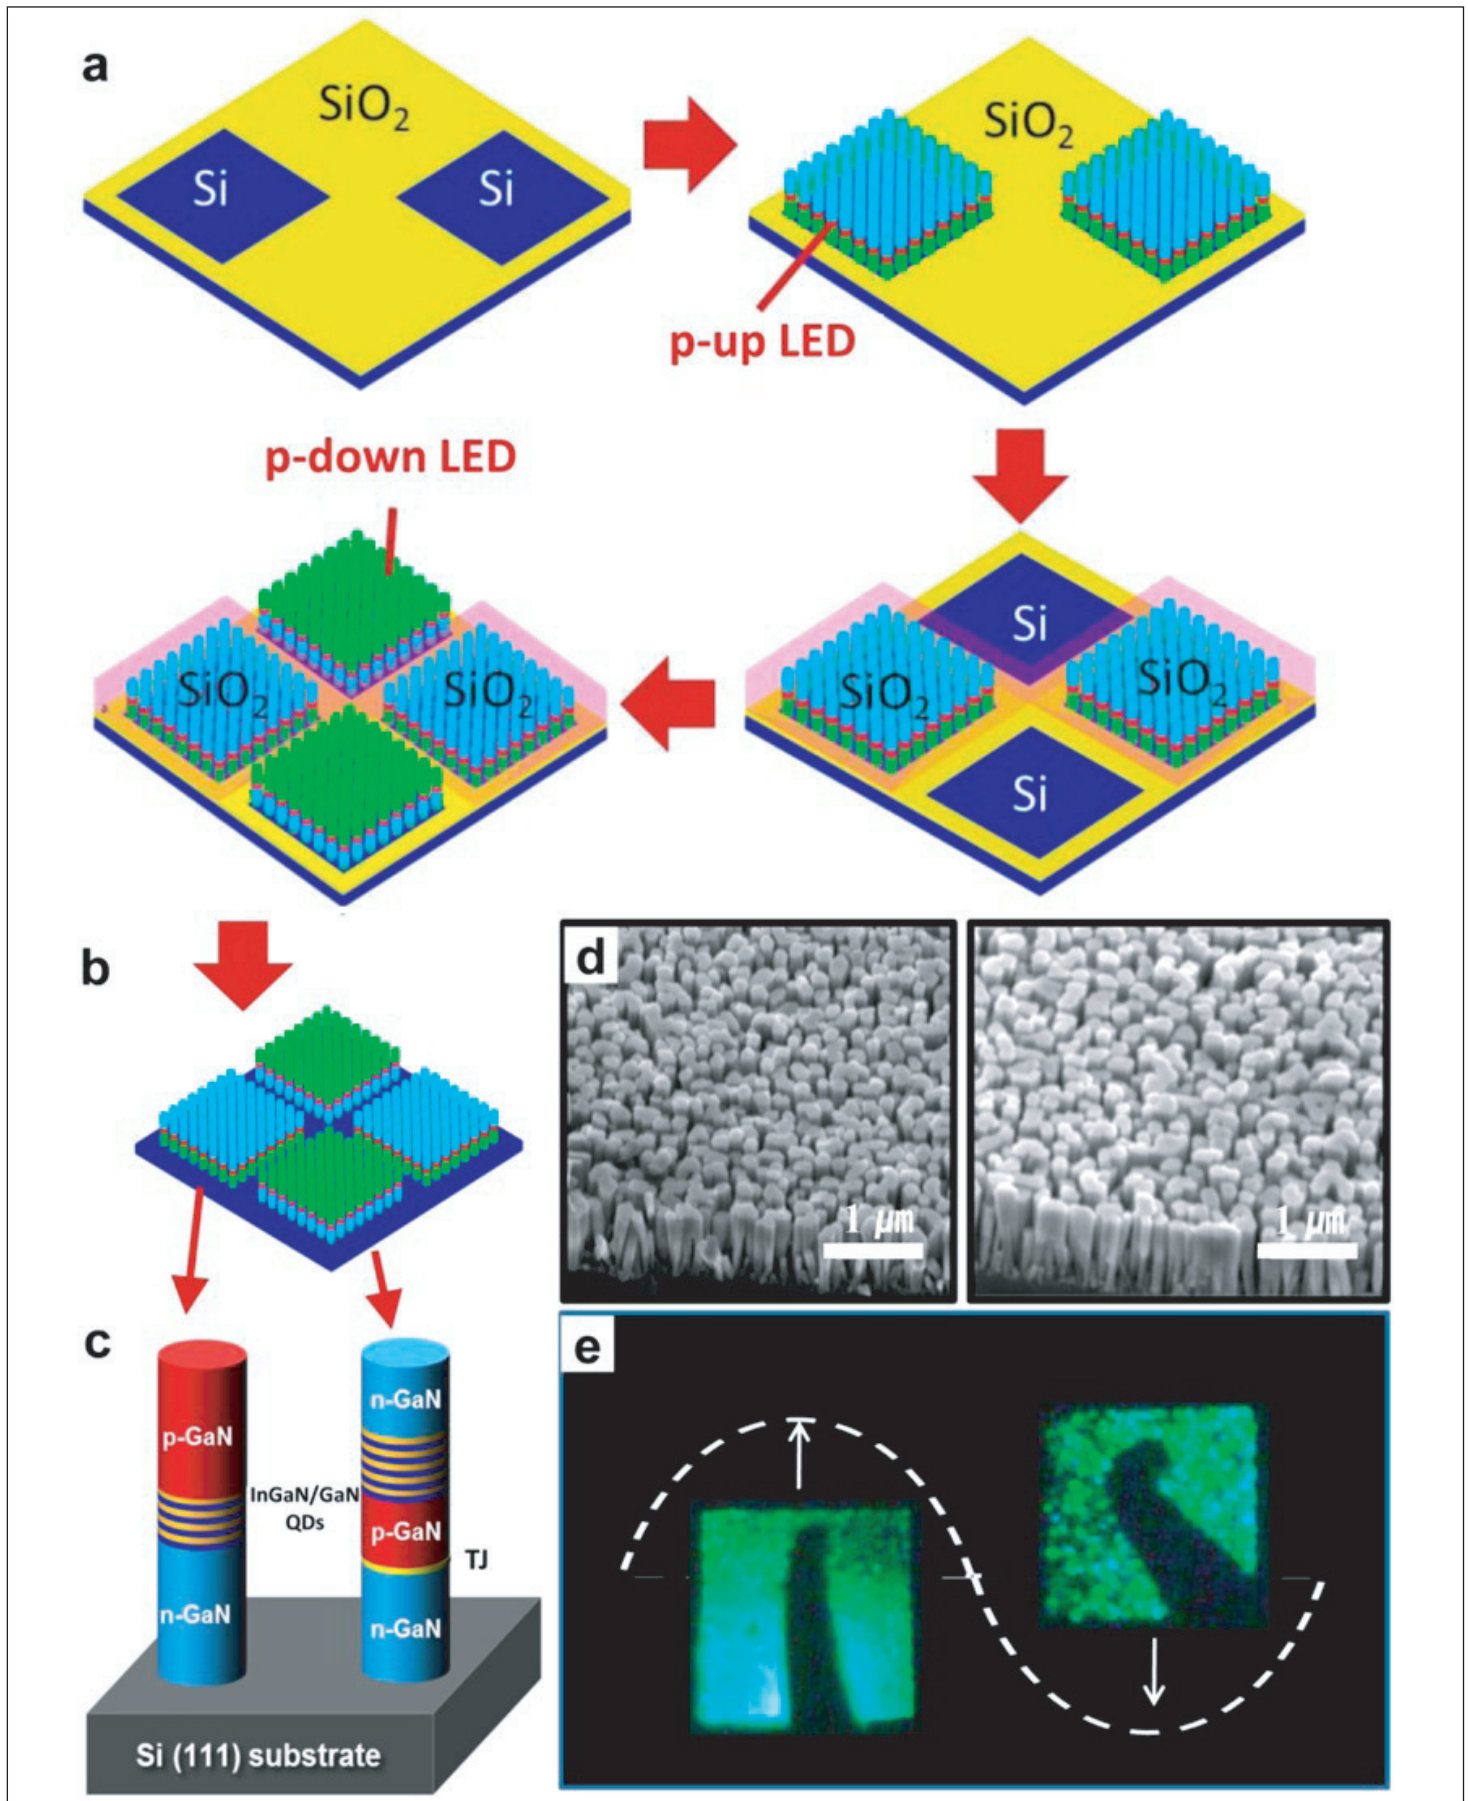 a
SiO2
Si
Si
SiO2
p-up LED
p-down LED
Si
SiO2
SiO2
Si
SiO2
SiO2
b
d
1 μm
1 μm
c
e
p-GaN
n-GaN
InGaN/GaN
QDs
p-GaN
TJ
n-GaN
n-GaN
Si (111) substrate